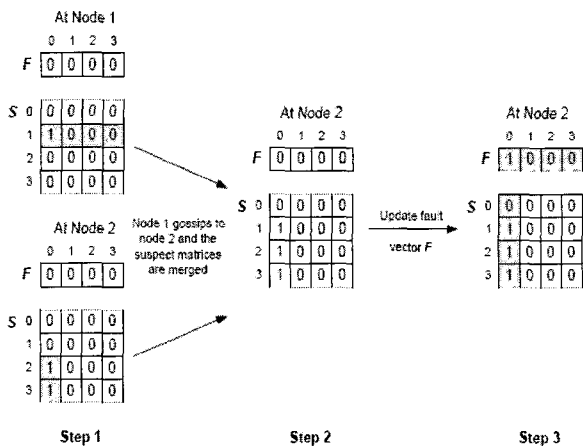 At Node 1
0 1 2 3
F 0 0 0 0
S 0 0 0 0 0
1 1 0 0 0
2 0 0 0 0
3 0 0 0 0
At Node 2
0 1 2 3
F 0 0 0 0
S 0 0 0 0 0
1 0 0 0 0
2 1 0 0 0
3 1 0 0 0
Step 1
Node 1 gossips to
node 2 and the
suspect matrices
are merged
At Node 2
0 1 2 3
F 0 0 0 0
S 0 0 0 0 0
1 1 0 0 0
2 1 0 0 0
3 1 0 0 0
Step 2
Update fault
vector F
At Node 2
0 1 2 3
F 1 0 0 0
S 0 0 0 0 0
1 1 0 0 0
2 1 0 0 0
3 1 0 0 0
Step 3